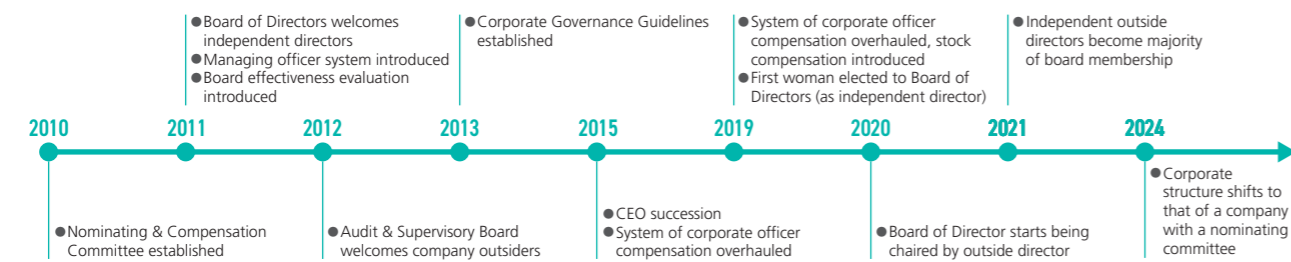 ● Board of Directors welcomes
independent directors
● Managing officer system introduced
● Board effectiveness evaluation
introduced
● Corporate Governance Guidelines
established
● System of corporate officer
compensation overhauled, stock
compensation introduced
● First woman elected to Board of
Directors (as independent director)
● Independent outside
directors become majority
of board membership
2010 2011 2012 2013 2015 2019 2020 2021 2024
● Nominating & Compensation
Committee established
● Audit & Supervisory Board
welcomes company outsiders
● CEO succession
● System of corporate officer
compensation overhauled
● Board of Director starts being
chaired by outside director
● Corporate
structure shifts to
that of a company
with a nominating
committee